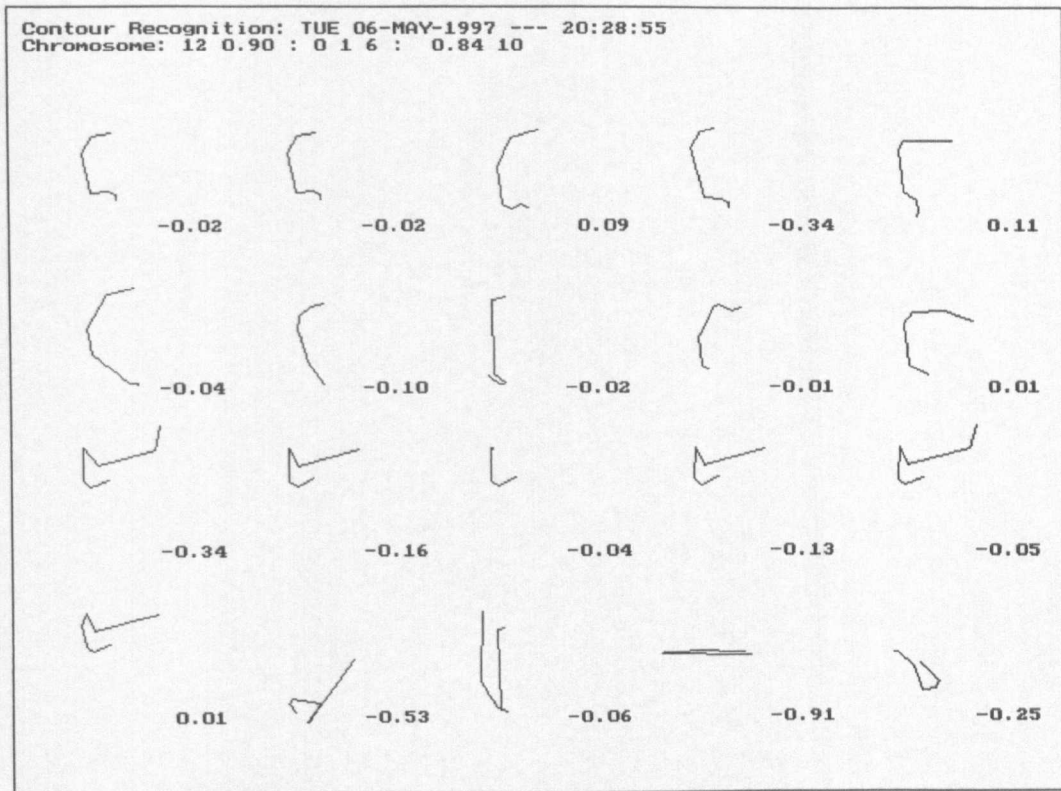 Contour Recognition: TUE 06-MAY-1997 --- 20:28:55
Chromosome: 12 0.90 : 0 1 6 : 0.84 10
-0.02 -0.02 0.09 -0.34 0.11
-0.04 -0.10 -0.02 -0.01 0.01
-0.34 -0.16 -0.04 -0.13 -0.05
0.01 -0.53 -0.06 -0.91 -0.25